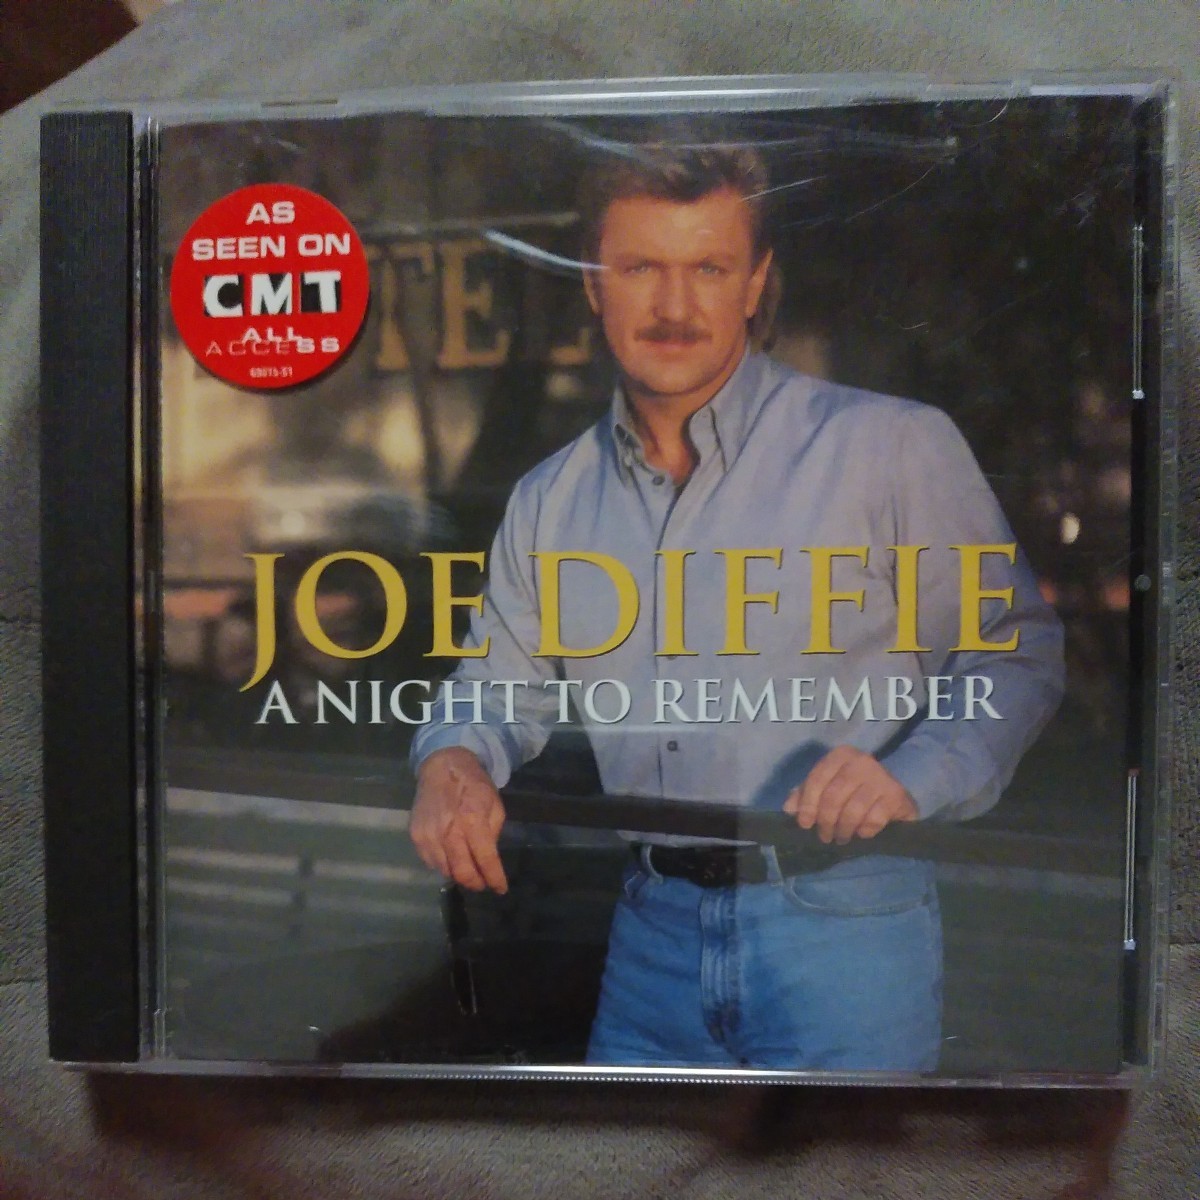 AS
SEEN ON
CMT
ALL
ACCESS
JOE DIFFIE
A NIGHT TO REMEMBER